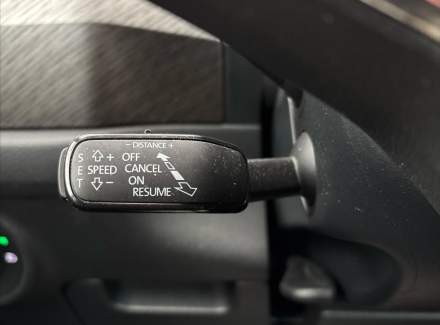 - DISTANCE +
S + OFF
E SPEED CANCEL
T - ON
RESUME